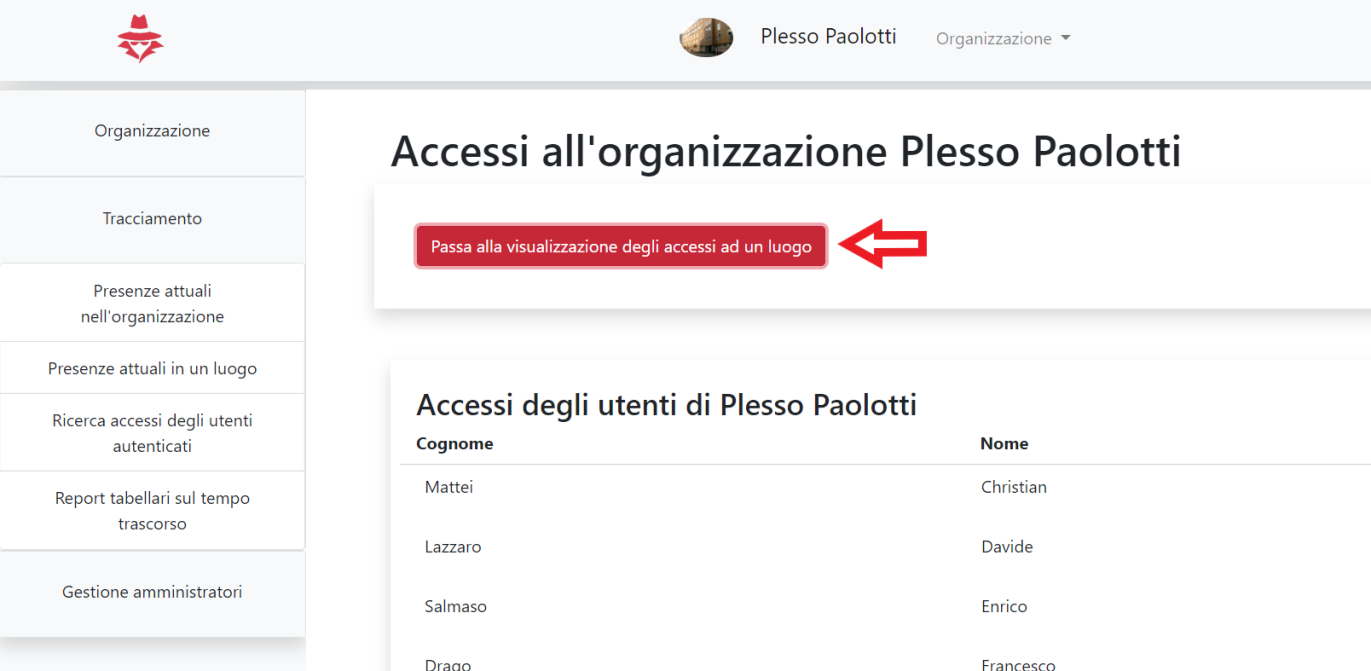 Plesso Paolotti
Organizzazione
Organizzazione
Tracciamento
Presenze attuali
nell'organizzazione
Presenze attuali in un luogo
Ricerca accessi degli utenti
autenticati
Report tabellari sul tempo
trascorso
Gestione amministratori
Accessi all'organizzazione Plesso Paolotti
Passa alla visualizzazione degli accessi ad un luogo
Accessi degli utenti di Plesso Paolotti
Cognome Nome
Mattei Christian
Lazzaro Davide
Salmaso Enrico
Drago Francesco